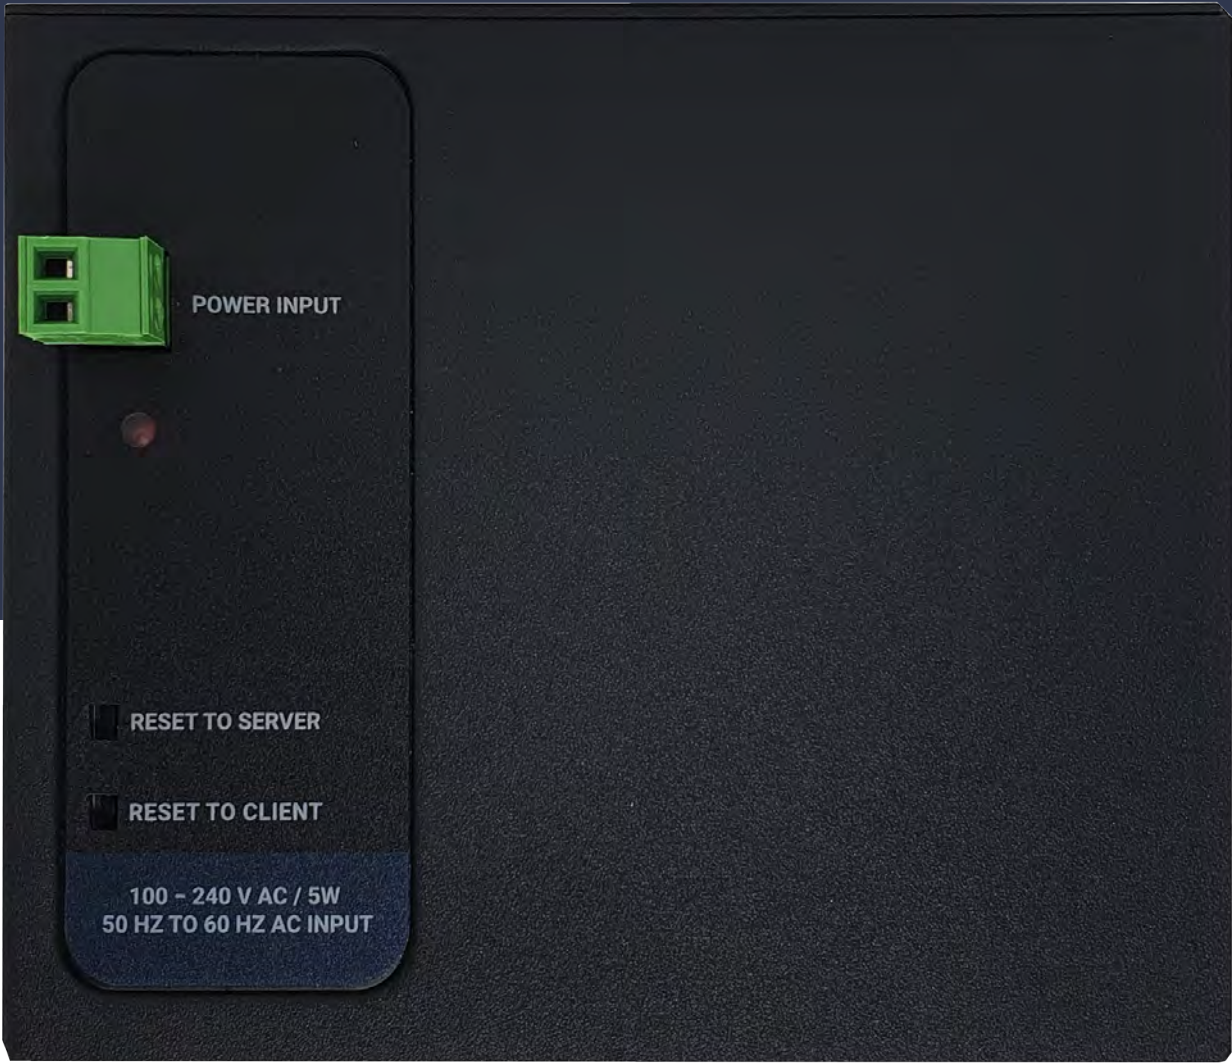 POWER INPUT
RESET TO SERVER
RESET TO CLIENT
100 – 240 V AC / 5W
50 HZ TO 60 HZ AC INPUT